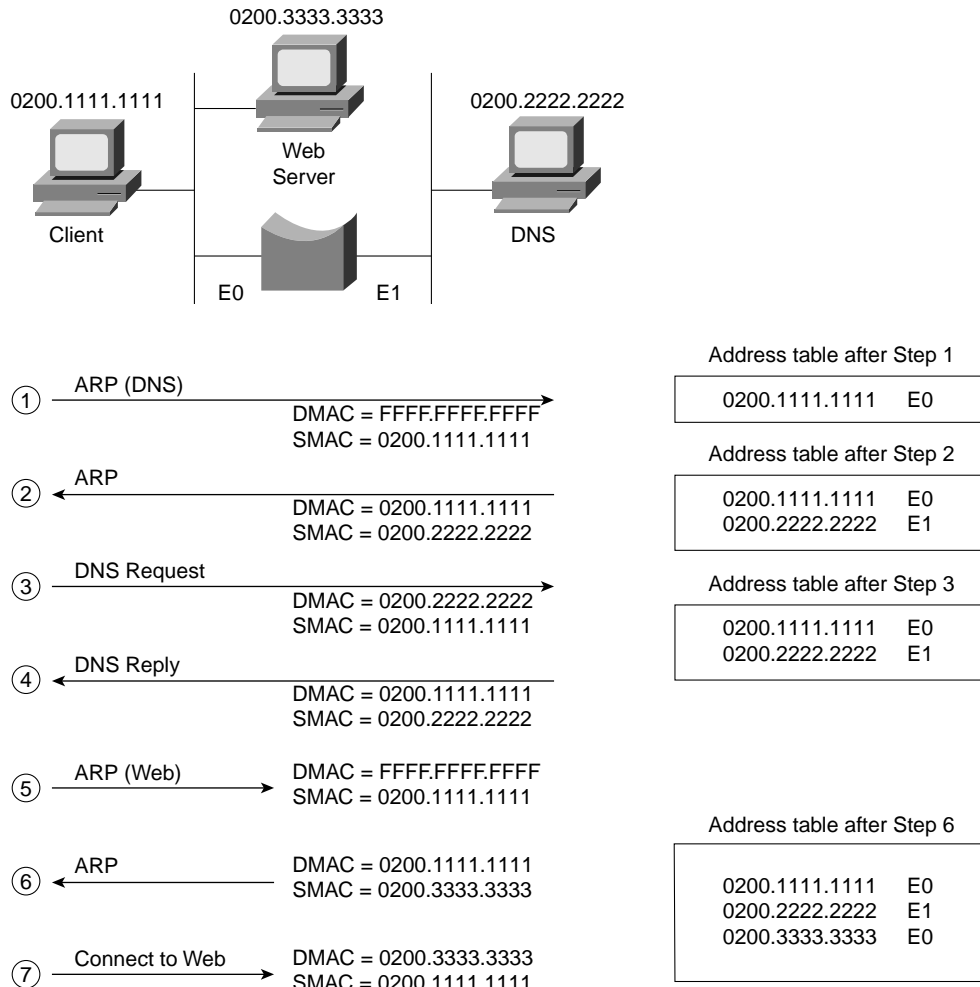 0200.3333.3333
0200.1111.1111
0200.2222.2222
Web
Server
Client
DNS
E0 E1
Address table after Step 1
1 ARP (DNS)
DMAC = FFFF.FFFF.FFFF
SMAC = 0200.1111.1111
0200.1111.1111 E0
Address table after Step 2
2 ARP
DMAC = 0200.1111.1111
SMAC = 0200.2222.2222
0200.1111.1111 E0
0200.2222.2222 E1
3 DNS Request
DMAC = 0200.2222.2222
SMAC = 0200.1111.1111
Address table after Step 3
0200.1111.1111 E0
0200.2222.2222 E1
4 DNS Reply
DMAC = 0200.1111.1111
SMAC = 0200.2222.2222
5 ARP (Web)
DMAC = FFFF.FFFF.FFFF
SMAC = 0200.1111.1111
Address table after Step 6
6 ARP
DMAC = 0200.1111.1111
SMAC = 0200.3333.3333
0200.1111.1111 E0
0200.2222.2222 E1
0200.3333.3333 E0
7 Connect to Web
DMAC = 0200.3333.3333
SMAC = 0200.1111.1111